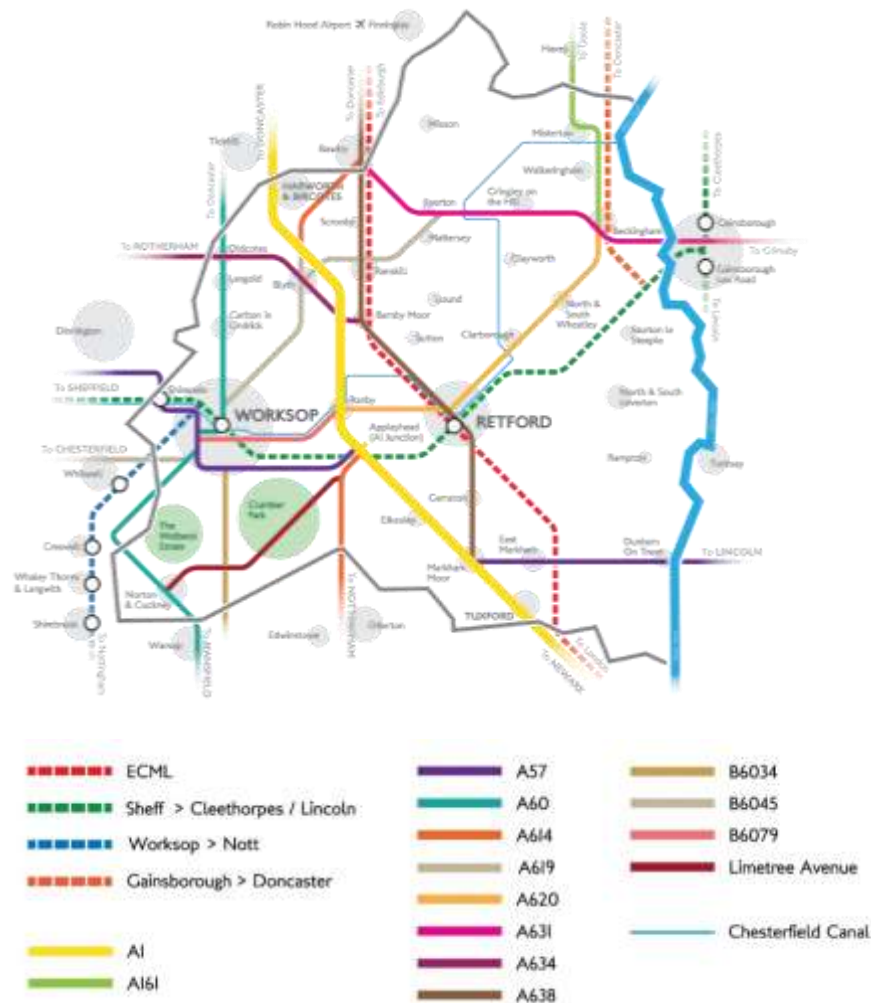 Robin Hood Airport Finningley
To Goole
To Doncaster
To Doncaster
To Edinburgh
To DONCASTER
Tickhill
Bawtry
Misson
Misterton
To Cleethorpes
To Doncaster
HARWORTH & BIRCOTES
Walkeringham
Scrooby
Everton
Gringley on the Hill
Gainsborough
To ROTHERHAM
Oldcotes
Mattersey
Beckingham
To Grimsby
Langold
Blyth
Ranskill
Clayworth
Gainsborough Lea Road
To Lincoln
Dinnington
Carlton in Lindrick
Barnby Moor
Lound
North & South Wheatley
Sutton
Clarborough
Sturton le Steeple
To SHEFFIELD
Shireoaks
WORKSOP
Ranby
North & South Leverton
RETFORD
Applehead (A1 Junction)
To CHESTERFIELD
Whitwell
Rampton
Clumber Park
Gamston
Elkesley
The Welbeck Estate
East Markham
Dunham On Trent
To LINCOLN
Creswell
Markham Moor
Whaley Thorns & Langwith
Norton & Cuckney
TUXFORD
Shirebrook
Warsop
Edwinstowe
Ollerton
To Nottingham
To MANSFIELD
To NOTTINGHAM
To London
To NEWARK
ECML
Sheff > Cleethorpes / Lincoln
Worksop > Nott
Gainsborough > Doncaster
A1
A161
A57
A60
A614
A619
A620
A631
A634
A638
B6034
B6045
B6079
Limetree Avenue
Chesterfield Canal